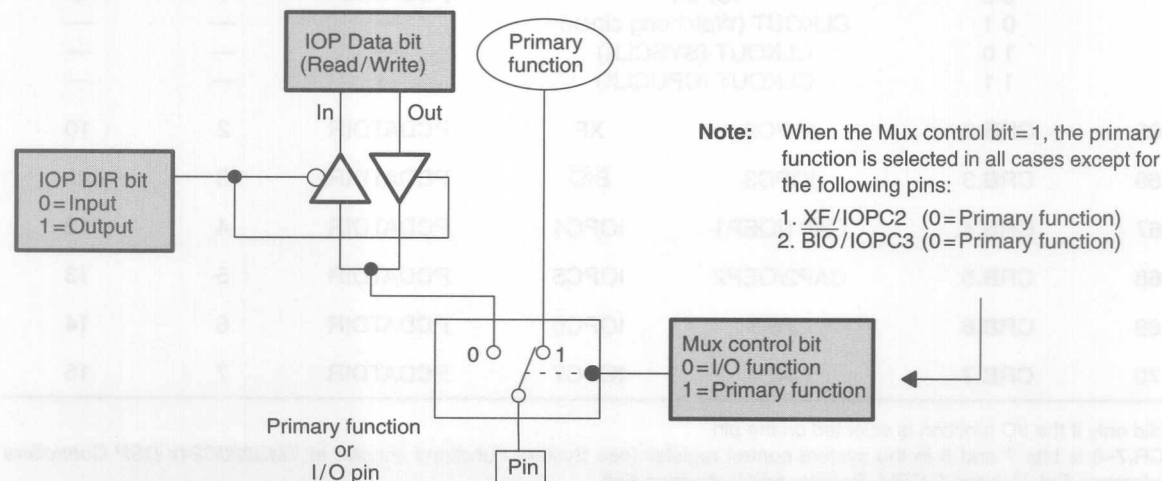 IOP Data bit
(Read/Write)
Primary
function
In
Out
IOP DIR bit
0=Input
1=Output
Note: When the Mux control bit=1, the primary
function is selected in all cases except for
the following pins:
1. XF/IOPC2 (0=Primary function)
2. BIO/IOPC3 (0=Primary function)
0
1
Mux control bit
0=I/O function
1=Primary function
Primary function
or
I/O pin
Pin